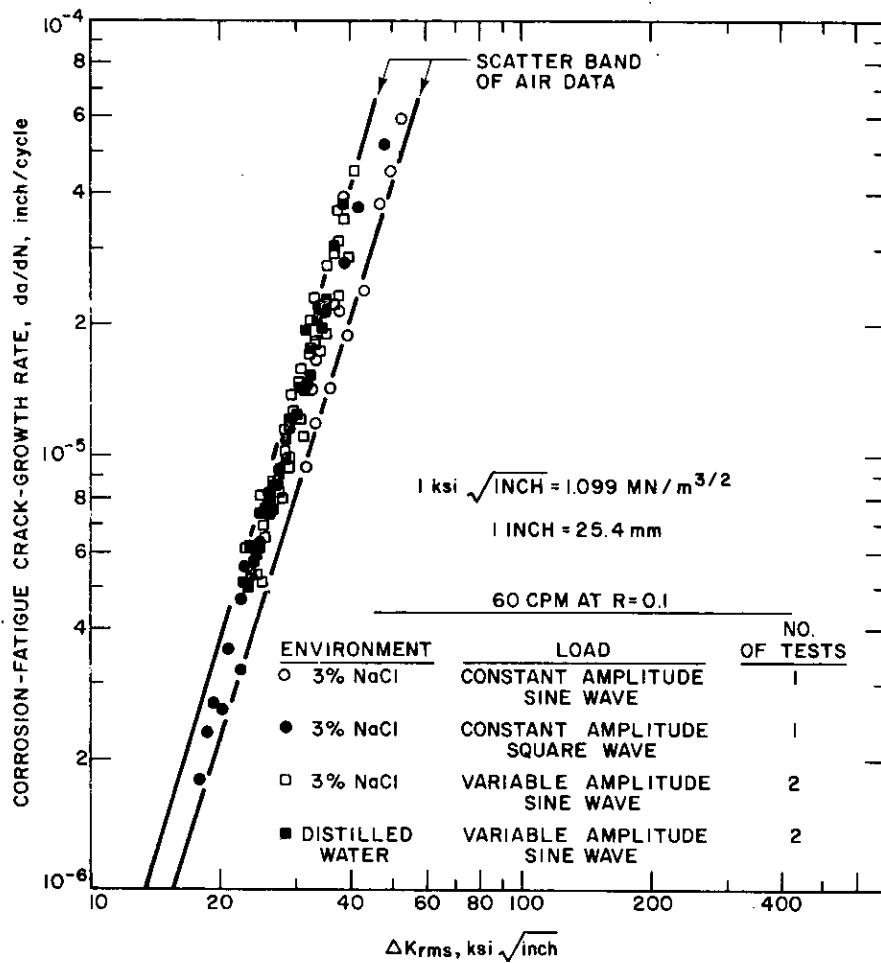 10⁻⁴
8
6
4
2
10⁻⁵
8
6
4
2
10⁻⁶
CORROSION-FATIGUE CRACK-GROWTH RATE, da/dN, inch/cycle
SCATTER BAND
OF AIR DATA
1 ksi √INCH = 1.099 MN/m^3/2
1 INCH = 25.4 mm
60 CPM AT R=0.1
ENVIRONMENT LOAD NO. OF TESTS
○ 3% NaCl CONSTANT AMPLITUDE 1
SINE WAVE
● 3% NaCl CONSTANT AMPLITUDE 1
SQUARE WAVE
□ 3% NaCl VARIABLE AMPLITUDE 2
SINE WAVE
■ DISTILLED VARIABLE AMPLITUDE 2
WATER SINE WAVE
10 20 40 60 80 100 200 400
ΔKrms, ksi √inch